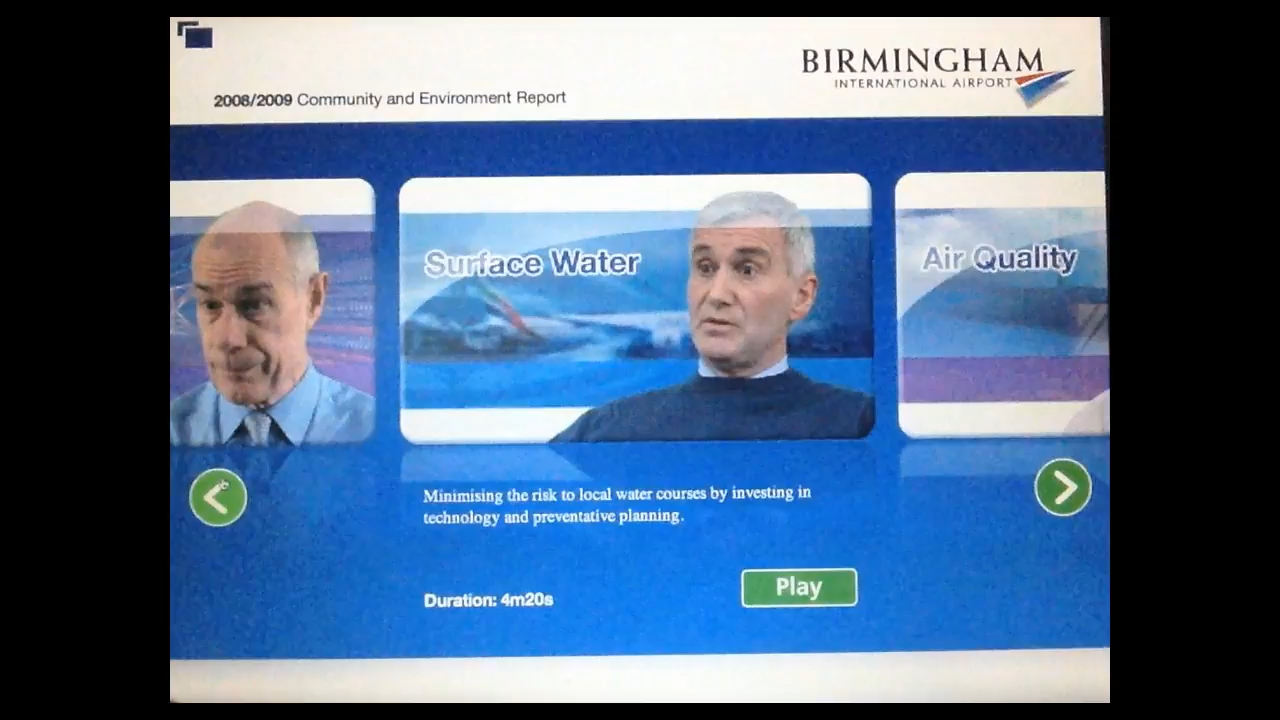 BIRMINGHAM
INTERNATIONAL AIRPORT
2008/2009 Community and Environment Report
Surface Water
Air Quality
Minimising the risk to local water courses by investing in
technology and preventative planning.
Duration: 4m20s
Play